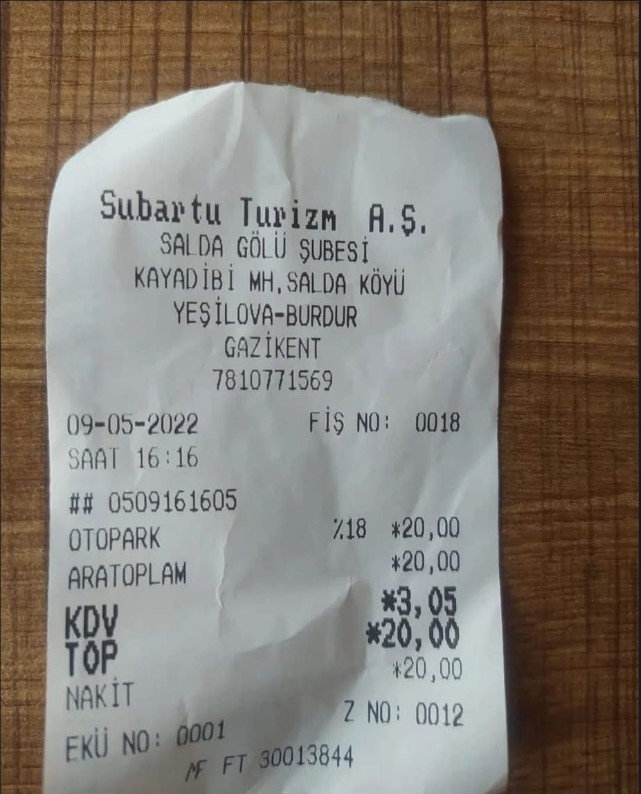 Subartu Turizm A.Ş.
SALDA GÖLÜ ŞUBESİ
KAYADİBİ MH.SALDA KÖYÜ
YEŞİLOVA-BURDUR
GAZİKENT
7810771569
09-05-2022 FİŞ NO: 0018
SAAT 16:16
## 0509161605
OTOPARK %18 *20,00
ARATOPLAM *20,00
KDV *3,05
TOP *20,00
NAKİT *20,00
EKÜ NO: 0001 Z NO: 0012
MF FT 30013844